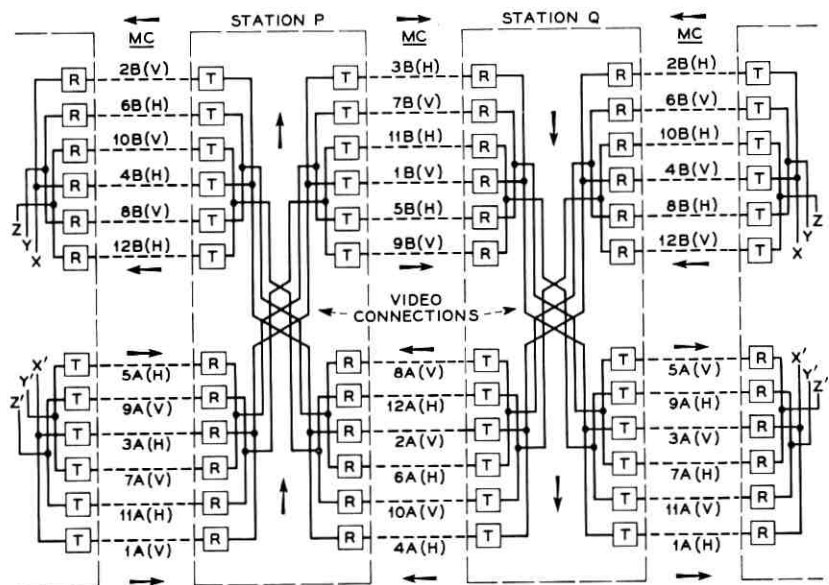 STATION P STATION Q
MC MC MC
R 2B(V) T T 3B(H) R R 2B(H) T
R 6B(H) T T 7B(V) R R 6B(V) T
R 10B(V) T T 11B(H) R R 10B(H) T
R 4B(H) T T 1B(V) R R 4B(V) T
R 8B(V) T T 5B(H) R R 8B(H) T
R 12B(H) T T 9B(V) R R 12B(V) T
Z Y X X Y Z
VIDEO
CONNECTIONS
X' Y' Z' X' Y' Z'
T 5A(H) R R 8A(V) T T 5A(V) R
T 9A(V) R R 12A(H) T T 9A(H) R
T 3A(H) R R 2A(V) T T 3A(V) R
T 7A(V) R R 6A(H) T T 7A(H) R
T 11A(H) R R 10A(V) T T 11A(V) R
T 1A(V) R R 4A(H) T T 1A(H) R